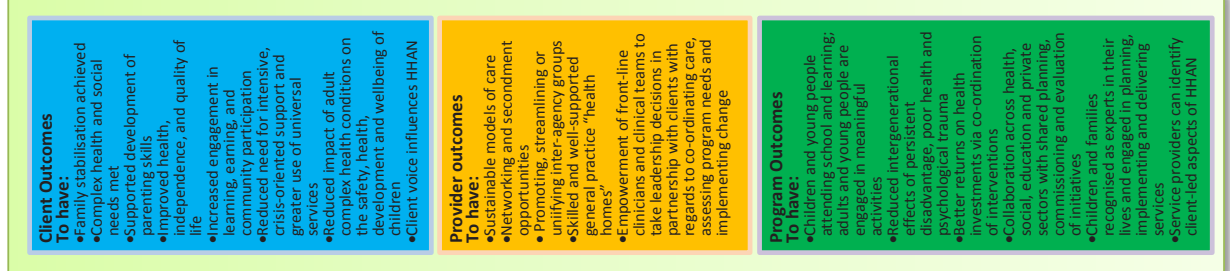 Client Outcomes
To have:
•Family stabilisation achieved
•Complex health and social
needs met
•Supported development of
parenting skills
•Improved health,
independence, and quality of
life
•Increased engagement in
learning, learning, and
community participation
•Reduced need for intensive,
crisis-oriented support and
greater use of universal
services
•Reduced impact of adult
complex health conditions on
the safety, health,
development and wellbeing of
children
•Client voice influences HHAN
Provider outcomes
To have:
•Sustainable models of care
•Networking and secondment
opportunities
• Promoting, streamlining or
unifying inter-agency groups
•Skilled and well-supported
general practice “health
homes”
•Empowerment of front-line
clinicians and clinical teams to
take leadership decisions in
partnership with clients with
regards to co-ordinating care,
assessing program needs and
implementing change
Program Outcomes
To have:
•Children and young people
attending school and learning;
adults and young people are
engaged in meaningful
activities
•Reduced intergenerational
effects of persistent
disadvantage, poor health and
psychological trauma
•Better returns on health
investments via co-ordination
of interventions
•Collaboration across health,
social, education and private
sectors with shared planning,
commissioning and evaluation
of initiatives
•Children and families
recognised as experts in their
lives and engaged in planning,
implementing and delivering
services
•Service providers can identify
client-led aspects of HHAN